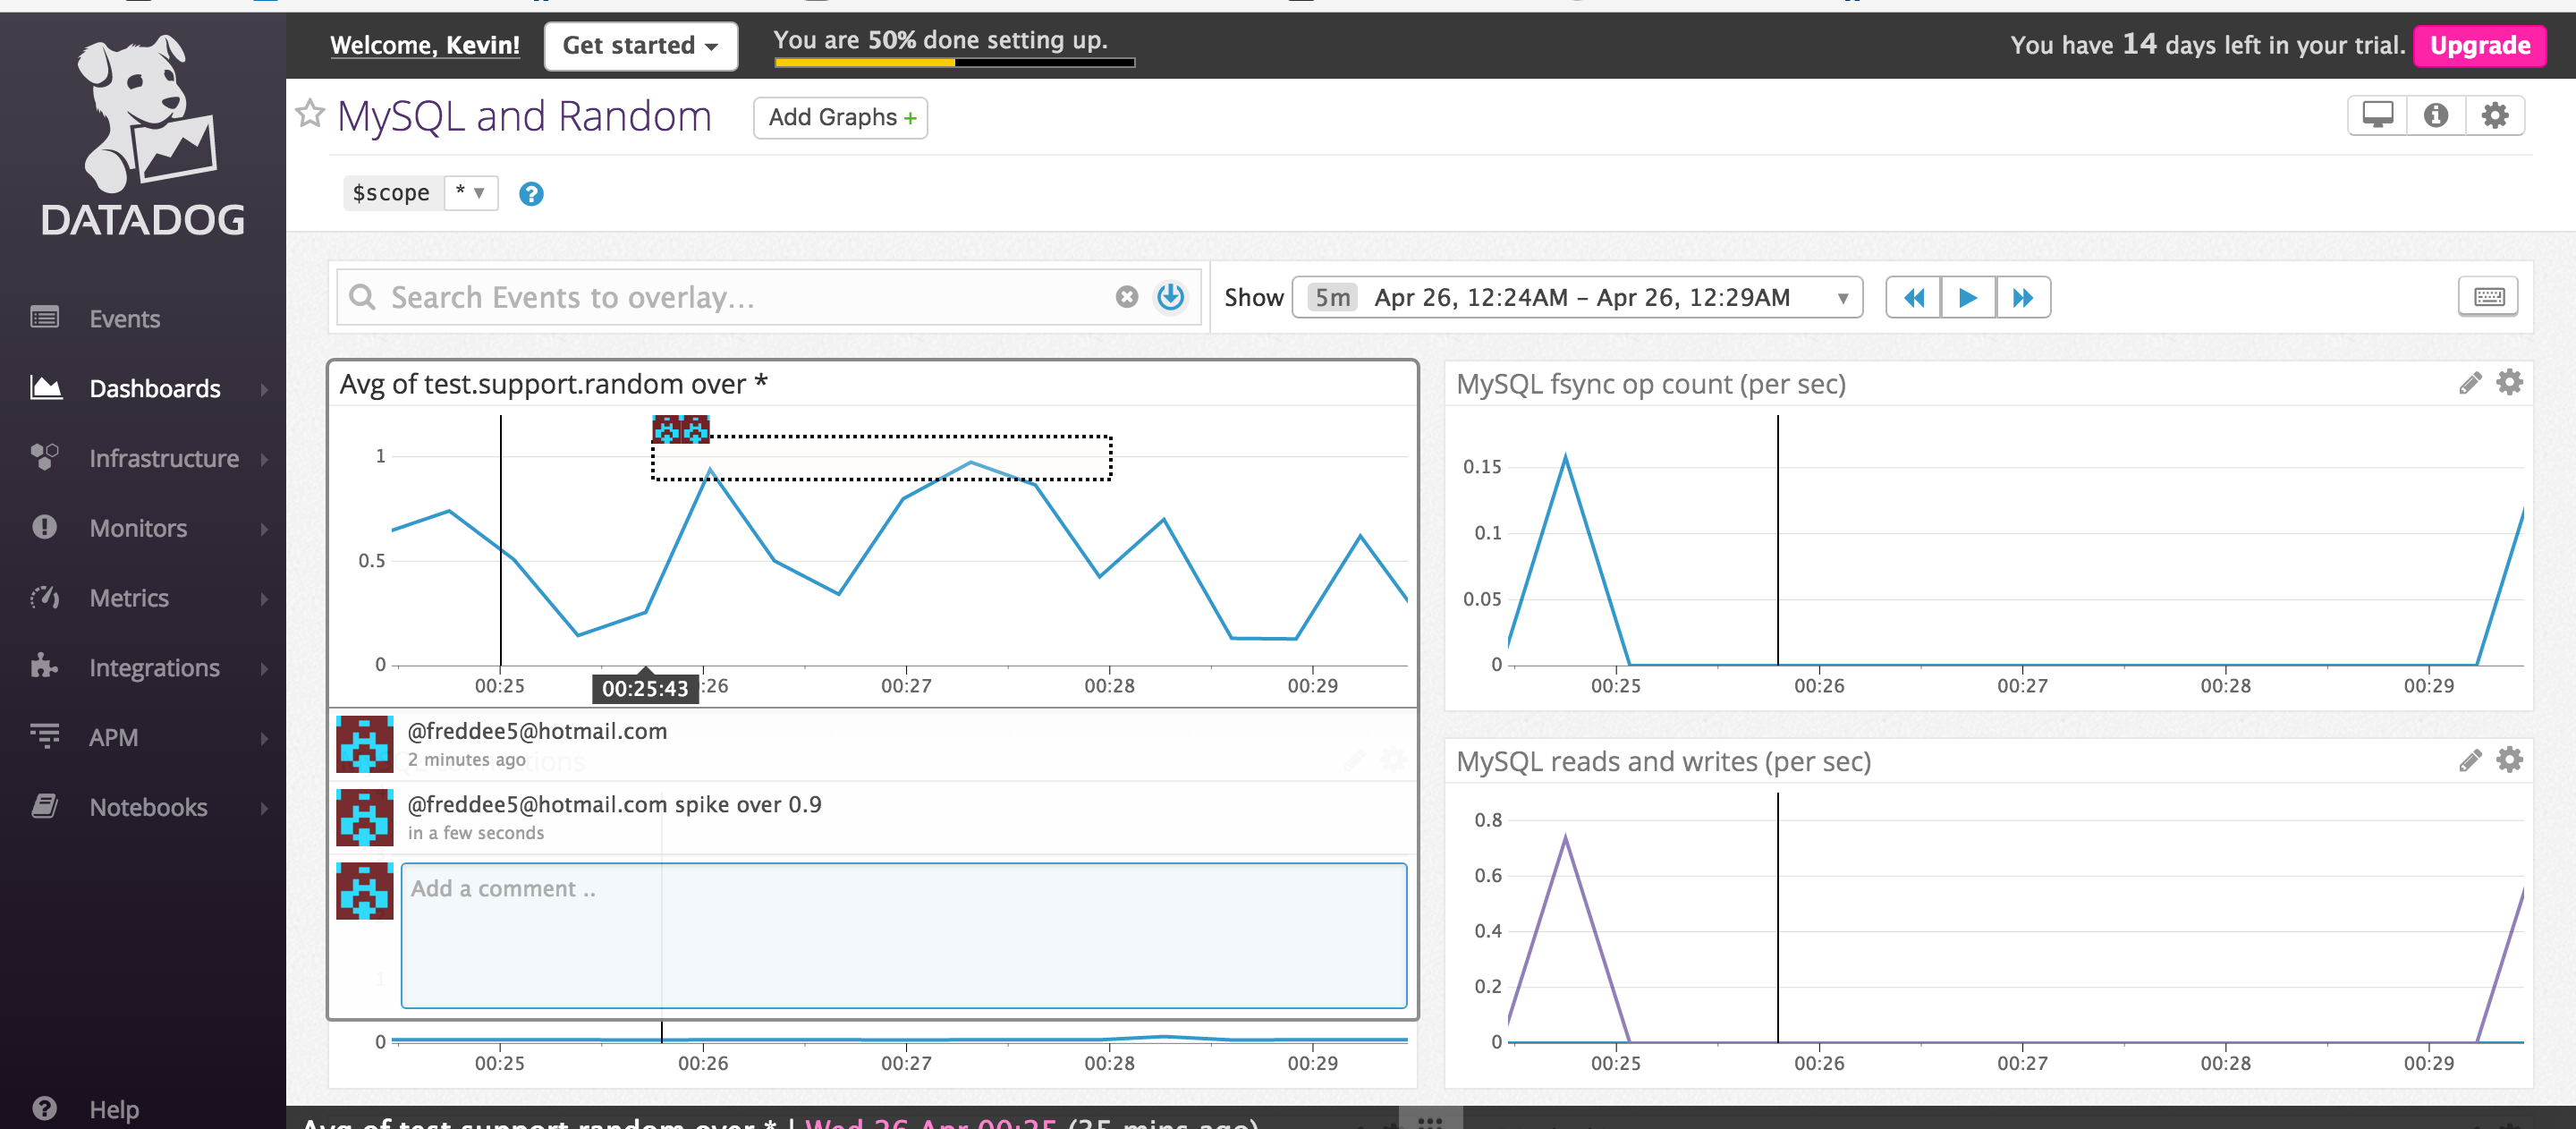 Welcome, Kevin!
Get started
You are 50% done setting up.
You have 14 days left in your trial.
Upgrade
DATADOG
MySQL and Random
Add Graphs +
$scope
*
?
Search Events to overlay...
Show
5m
Apr 26, 12:24AM – Apr 26, 12:29AM
Events
Dashboards
Infrastructure
Monitors
Metrics
Integrations
APM
Notebooks
Help
Avg of test.support.random over *
1
0.5
0
00:25
:26
00:27
00:28
00:29
00:25:43
@freddee5@hotmail.com
2 minutes ago
@freddee5@hotmail.com spike over 0.9
in a few seconds
Add a comment ..
1
0
00:25
00:26
00:27
00:28
00:29
MySQL fsync op count (per sec)
0.15
0.1
0.05
0
00:25
00:26
00:27
00:28
00:29
MySQL reads and writes (per sec)
0.8
0.6
0.4
0.2
0
00:25
00:26
00:27
00:28
00:29
Avg of test.support.random over * | Wed 26 Apr 00:25 (35 mins ago)